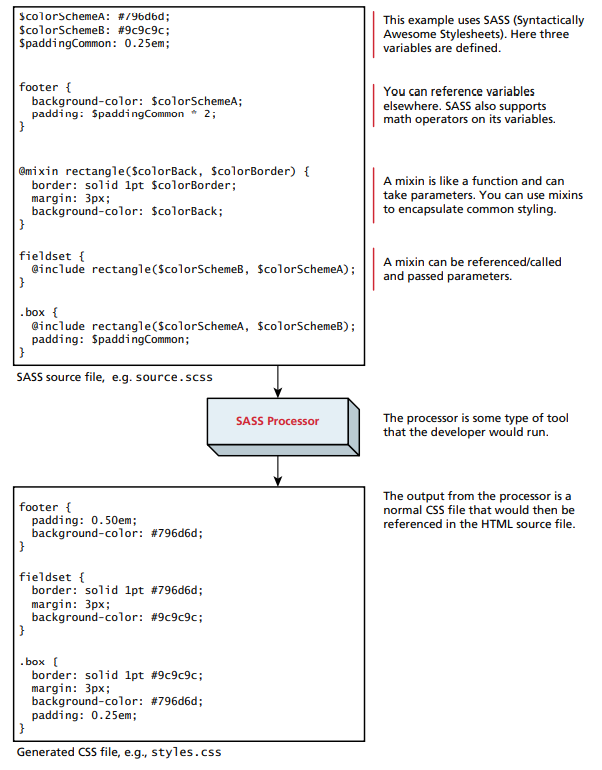 $colorSchemeA: #796d6d;
$colorSchemeB: #9c9c9c;
$paddingCommon: 0.25em;
footer {
background-color: $colorSchemeA;
padding: $paddingCommon * 2;
}
@mixin rectangle($colorBack, $colorBorder) {
border: solid 1pt $colorBorder;
margin: 3px;
background-color: $colorBack;
}
fieldset {
@include rectangle($colorSchemeB, $colorSchemeA);
}
.box {
@include rectangle($colorSchemeA, $colorSchemeB);
padding: $paddingCommon;
}
SASS source file, e.g. source.scss
This example uses SASS (Syntactically
Awesome Stylesheets). Here three
variables are defined.
You can reference variables
elsewhere. SASS also supports
math operators on its variables.
A mixin is like a function and can
take parameters. You can use mixins
to encapsulate common styling.
A mixin can be referenced/called
and passed parameters.
SASS Processor
The processor is some type of tool
that the developer would run.
footer {
padding: 0.50em;
background-color: #796d6d;
}
fieldset {
border: solid 1pt #796d6d;
margin: 3px;
background-color: #9c9c9c;
}
.box {
border: solid 1pt #9c9c9c;
margin: 3px;
background-color: #796d6d;
padding: 0.25em;
}
Generated CSS file, e.g., styles.css
The output from the processor is a
normal CSS file that would then be
referenced in the HTML source file.